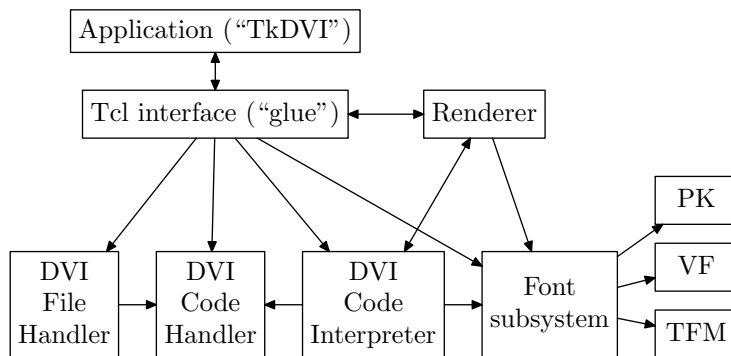 Application (“TkDVI”)
Tcl interface (“glue”)
Renderer
PK
DVI
File
Handler
DVI
Code
Handler
DVI
Code
Interpreter
Font
subsystem
VF
TFM